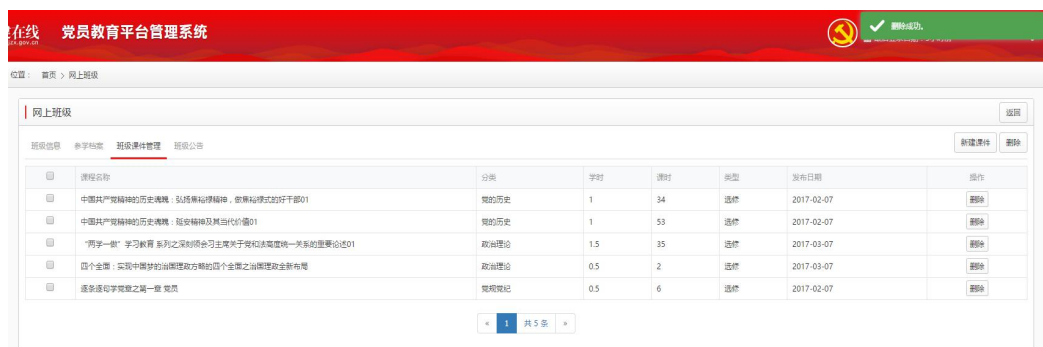 在线 党员教育平台管理系统
删除成功。
位置： 首页 > 网上班级
网上班级 返回
班级信息 参学档案 班级课件管理 班级公告 新建课件 删除
课程名称 分类 学时 课时 类型 发布日期 操作
中国共产党精神的历史魂魄：弘扬焦裕禄精神，做焦裕禄式的好干部01 党的历史 1 34 选修 2017-02-07 删除
中国共产党精神的历史魂魄：延安精神及其当代价值01 党的历史 1 53 选修 2017-02-07 删除
“两学一做”学习教育 系列之深刻领会习主席关于党和法高度统一关系的重要论述01 政治理论 1.5 35 选修 2017-03-07 删除
四个全面：实现中国梦的治国理政方略的四个全面之治国理政全新布局 政治理论 0.5 2 选修 2017-03-07 删除
逐条逐句学党章之第一章 党员 党规党纪 0.5 6 选修 2017-02-07 删除
« 1 共 5 条 »